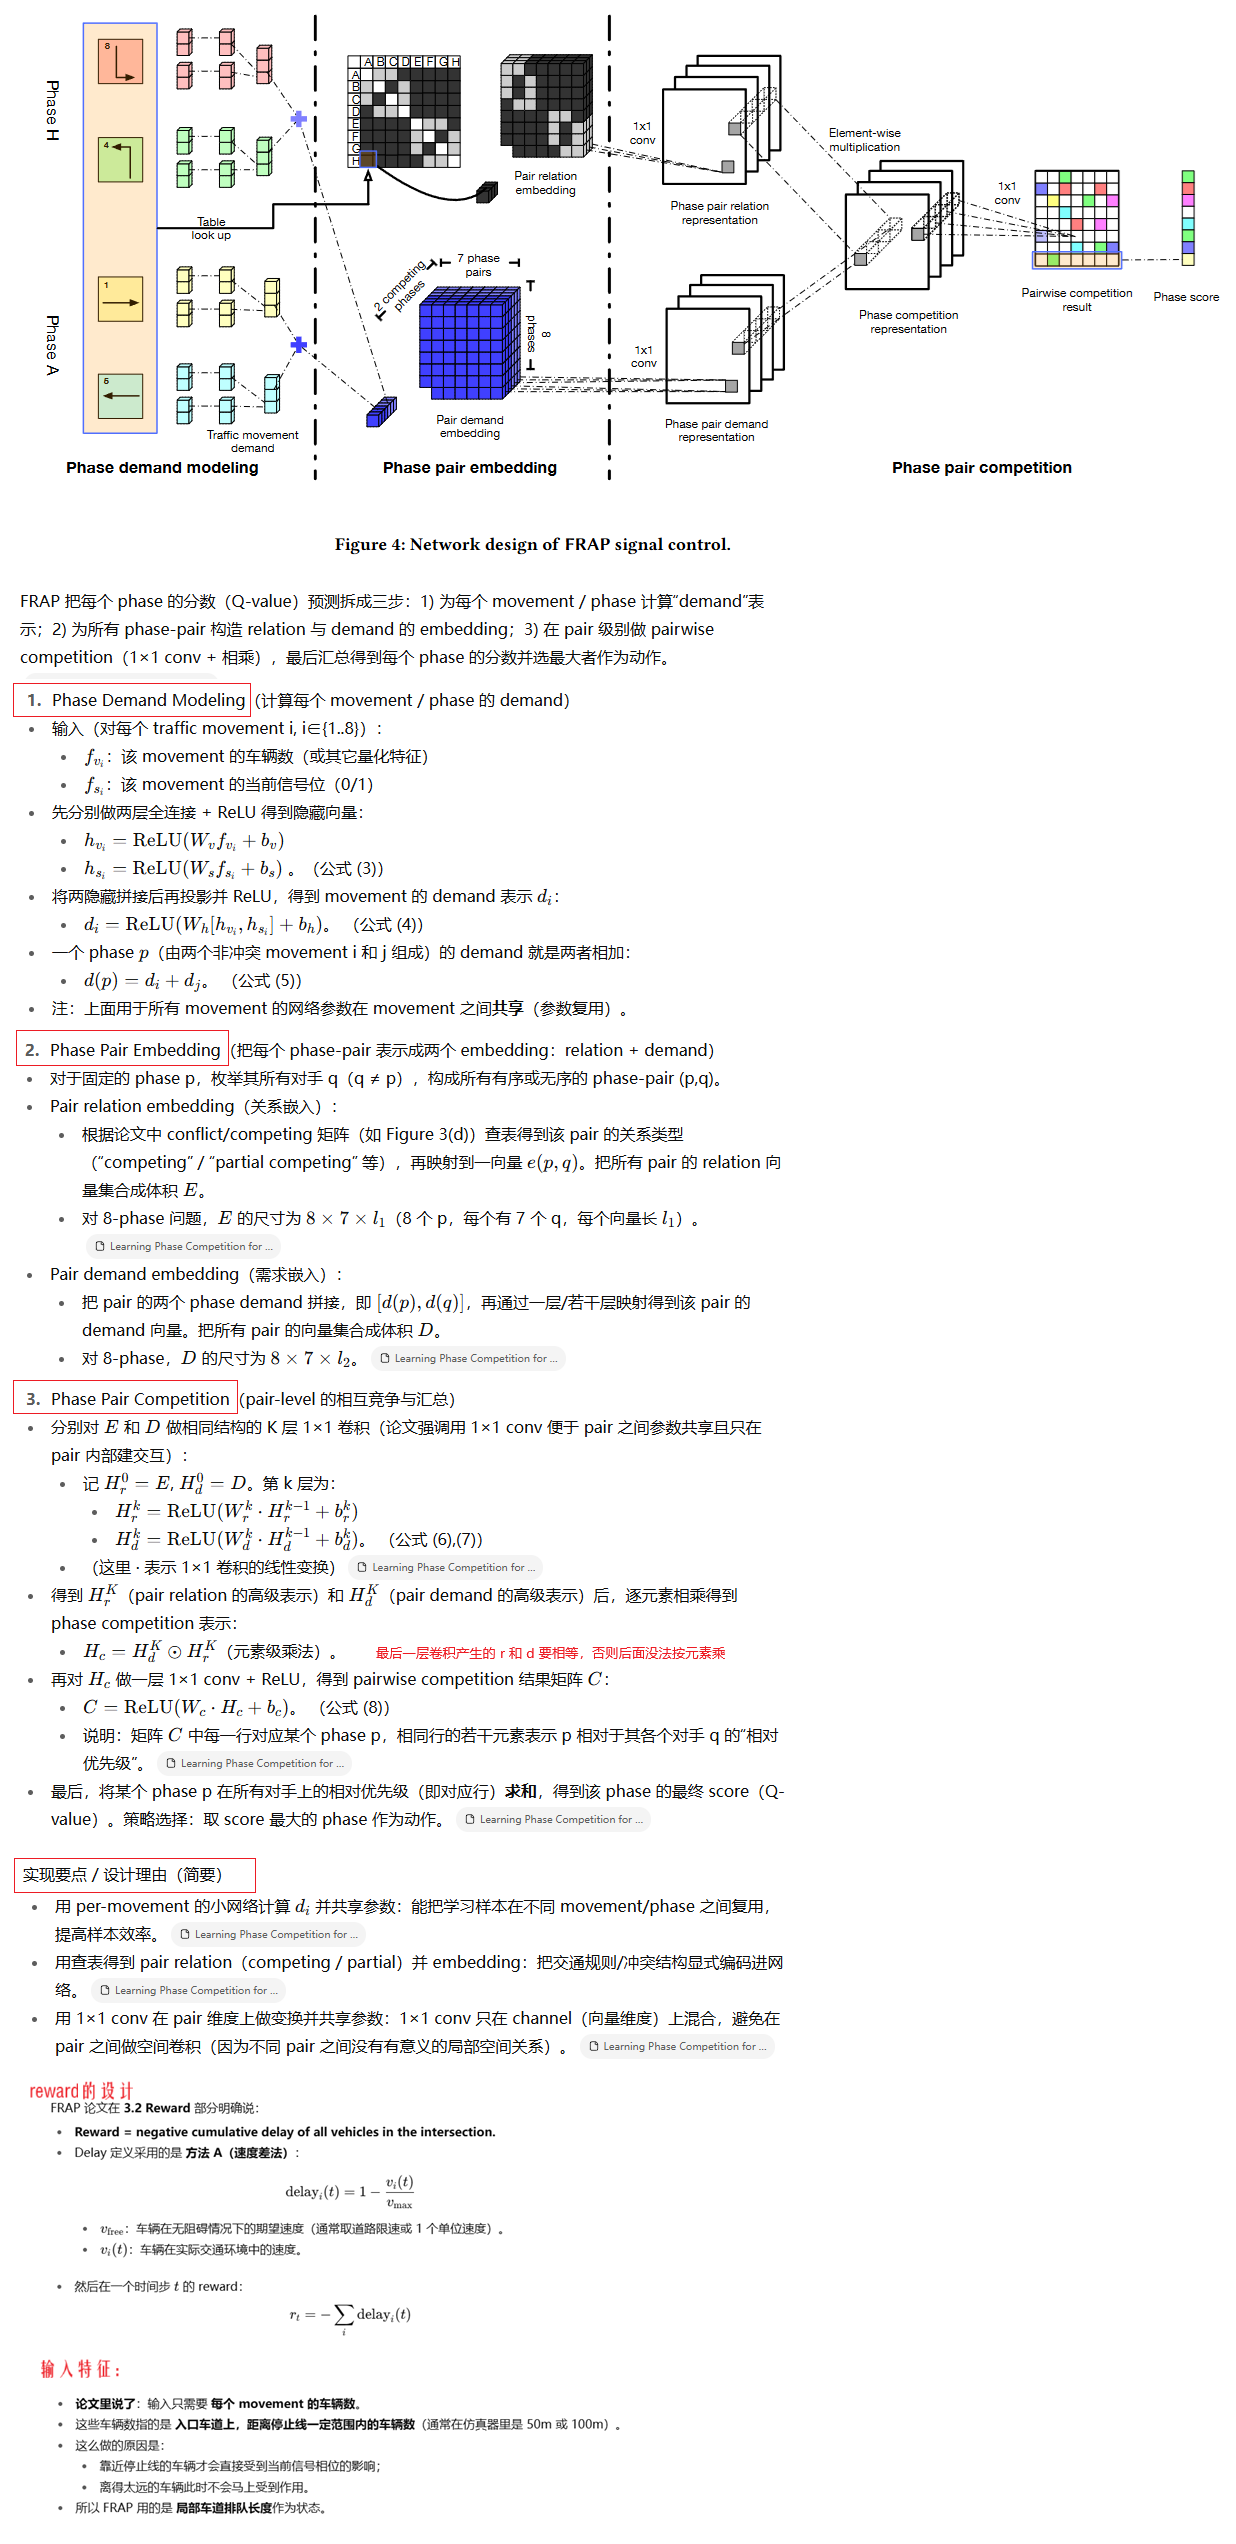 Phase H
8
4
Table
look up
Phase A
1
5
Traffic movement
demand
Phase demand modeling
A B C D E F G H
A
B
C
D
E
F
G
H
Pair relation
embedding
2 competing
phases
7 phase
pairs
8
phases
Pair demand
embedding
Phase pair embedding
1x1
conv
Phase pair relation
representation
Element-wise
multiplication
1x1
conv
Phase pair demand
representation
Phase competition
representation
1x1
conv
Pairwise competition
result
Phase score
Phase pair competition
Figure 4: Network design of FRAP signal control.
FRAP 把每个 phase 的分数（Q-value）预测拆成三步：1) 为每个 movement / phase 计算“demand”表
示；2) 为所有 phase-pair 构造 relation 与 demand 的 embedding；3) 在 pair 级别做 pairwise
competition（1×1 conv + 相乘），最后汇总得到每个 phase 的分数并选最大者作为动作。
1. Phase Demand Modeling (计算每个 movement / phase 的 demand)
• 输入（对每个 traffic movement i, i∈{1..8}）：
• $f_{v_i}$：该 movement 的车辆数（或其它量化特征）
• $f_{s_i}$：该 movement 的当前信号位（0/1）
• 先分别做两层全连接 + ReLU 得到隐藏向量：
• $h_{v_i} = \mathrm{ReLU}(W_v f_{v_i} + b_v)$
• $h_{s_i} = \mathrm{ReLU}(W_s f_{s_i} + b_s)$ 。（公式 (3)）
• 将两隐藏拼接后再投影并 ReLU，得到 movement 的 demand 表示 $d_i$：
• $d_i = \mathrm{ReLU}(W_h[h_{v_i}, h_{s_i}] + b_h)$。（公式 (4)）
• 一个 phase $p$（由两个非冲突 movement i 和 j 组成）的 demand 就是两者相加：
• $d(p) = d_i + d_j$。（公式 (5)）
• 注：上面用于所有 movement 的网络参数在 movement 之间共享（参数复用）。
2. Phase Pair Embedding (把每个 phase-pair 表示成两个 embedding：relation + demand)
• 对于固定的 phase p，枚举其所有对手 q（q ≠ p），构成所有有序或无序的 phase-pair (p,q)。
• Pair relation embedding（关系嵌入）：
• 根据论文中 conflict/competing 矩阵（如 Figure 3(d)）查表得到该 pair 的关系类型
（“competing” / “partial competing” 等），再映射到一向量 $e(p, q)$。把所有 pair 的 relation 向
量集合成体积 $E$。
• 对 8-phase 问题，$E$ 的尺寸为 $8 \times 7 \times l_1$（8 个 p，每个有 7 个 q，每个向量长 $l_1$）。
Learning Phase Competition for ...
• Pair demand embedding（需求嵌入）：
• 把 pair 的两个 phase demand 拼接，即 $[d(p), d(q)]$，再通过一层/若干层映射得到该 pair 的
demand 向量。把所有 pair 的向量集合成体积 $D$。
• 对 8-phase，$D$ 的尺寸为 $8 \times 7 \times l_2$。 Learning Phase Competition for ...
3. Phase Pair Competition (pair-level 的相互竞争与汇总)
• 分别对 $E$ 和 $D$ 做相同结构的 K 层 1×1 卷积（论文强调用 1×1 conv 便于 pair 之间参数共享且只在
pair 内部建交互）：
• 记 $H_r^0 = E, H_d^0 = D$。第 k 层为：
• $H_r^k = \mathrm{ReLU}(W_r^k \cdot H_r^{k-1} + b_r^k)$
• $H_d^k = \mathrm{ReLU}(W_d^k \cdot H_d^{k-1} + b_d^k)$。（公式 (6),(7)）
• （这里 · 表示 1×1 卷积的线性变换） Learning Phase Competition for ...
• 得到 $H_r^K$（pair relation 的高级表示）和 $H_d^K$（pair demand 的高级表示）后，逐元素相乘得到
phase competition 表示：
• $H_c = H_d^K \odot H_r^K$（元素级乘法）。 最后一层卷积产生的 r 和 d 要相等，否则后面没法按元素乘
• 再对 $H_c$ 做一层 1×1 conv + ReLU，得到 pairwise competition 结果矩阵 $C$：
• $C = \mathrm{ReLU}(W_c \cdot H_c + b_c)$。（公式 (8)）
• 说明：矩阵 $C$ 中每一行对应某个 phase p，相同行的若干元素表示 p 相对于其各个对手 q 的“相对
优先级”。 Learning Phase Competition for ...
• 最后，将某个 phase p 在所有对手上的相对优先级（即对应行）求和，得到该 phase 的最终 score（Q-
value）。策略选择：取 score 最大的 phase 作为动作。 Learning Phase Competition for ...
实现要点 / 设计理由（简要）
• 用 per-movement 的小网络计算 $d_i$ 并共享参数：能把学习样本在不同 movement/phase 之间复用，
提高样本效率。 Learning Phase Competition for ...
• 用查表得到 pair relation（competing / partial）并 embedding：把交通规则/冲突结构显式编码进网
络。 Learning Phase Competition for ...
• 用 1×1 conv 在 pair 维度上做变换并共享参数：1×1 conv 只在 channel（向量维度）上混合，避免在
pair 之间做空间卷积（因为不同 pair 之间没有有意义的局部空间关系）。 Learning Phase Competition for ...
reward的设计
FRAP 论文在 3.2 Reward 部分明确说：
• Reward = negative cumulative delay of all vehicles in the intersection.
• Delay 定义采用的是 方法 A（速度差法）：
$\mathrm{delay}_i(t) = 1 - \frac{v_i(t)}{v_{\max}}$
• $v_{\mathrm{free}}$：车辆在无阻碍情况下的期望速度（通常取道路限速或 1 个单位速度）。
• $v_i(t)$：车辆在实际交通环境中的速度。
• 然后在一个时间步 $t$ 的 reward：
$r_t = -\sum_i \mathrm{delay}_i(t)$
输入特征：
• 论文里说了：输入只需要 每个 movement 的车辆数。
• 这些车辆数指的是 入口车道上，距离停止线一定范围内的车辆数（通常在仿真器里是 50m 或 100m）。
• 这么做的原因是：
• 靠近停止线的车辆才会直接受到当前信号相位的影响；
• 离得太远的车辆此时不会马上受到作用。
• 所以 FRAP 用的是 局部车道排队长度作为状态。